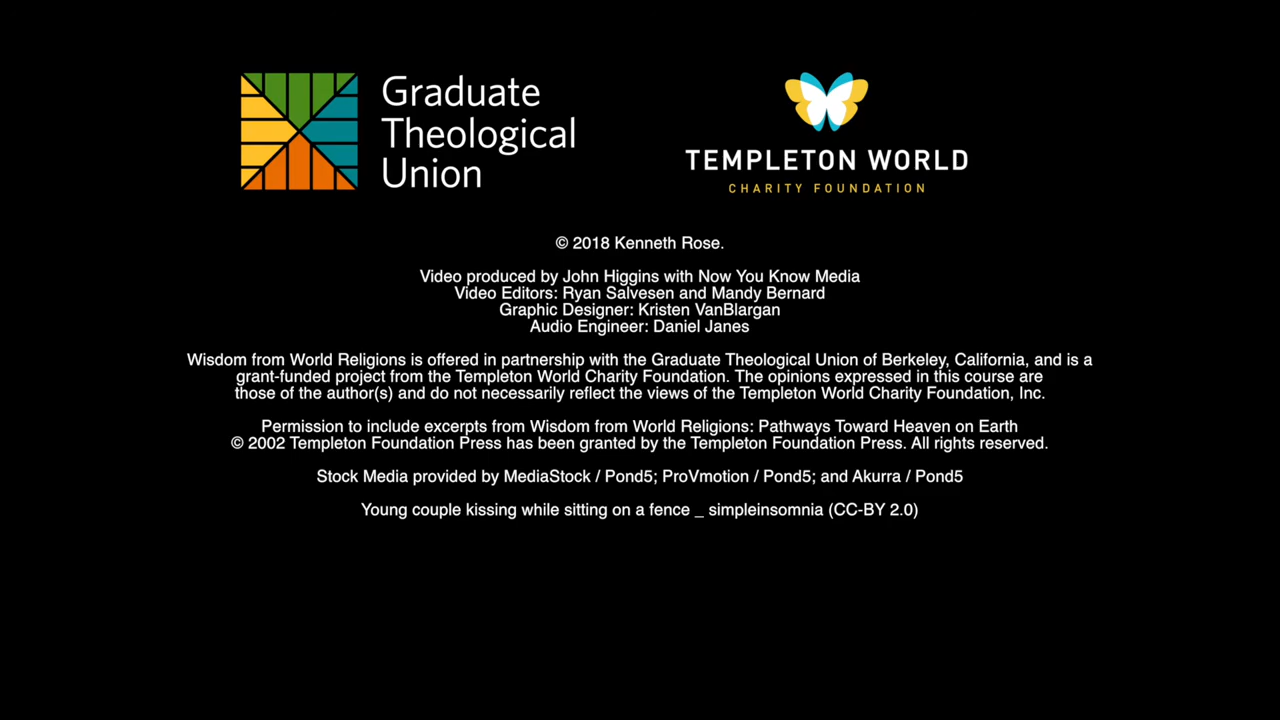 Graduate
Theological
Union
TEMPLETON WORLD
CHARITY FOUNDATION
© 2018 Kenneth Rose.
Video produced by John Higgins with Now You Know Media
Video Editors: Ryan Salvesen and Mandy Bernard
Graphic Designer: Kristen VanBlargan
Audio Engineer: Daniel Janes
Wisdom from World Religions is offered in partnership with the Graduate Theological Union of Berkeley, California, and is a
grant-funded project from the Templeton World Charity Foundation. The opinions expressed in this course are
those of the author(s) and do not necessarily reflect the views of the Templeton World Charity Foundation, Inc.
Permission to include excerpts from Wisdom from World Religions: Pathways Toward Heaven on Earth
© 2002 Templeton Foundation Press has been granted by the Templeton Foundation Press. All rights reserved.
Stock Media provided by MediaStock / Pond5; ProVmotion / Pond5; and Akurra / Pond5
Young couple kissing while sitting on a fence _ simpleinsomnia (CC-BY 2.0)